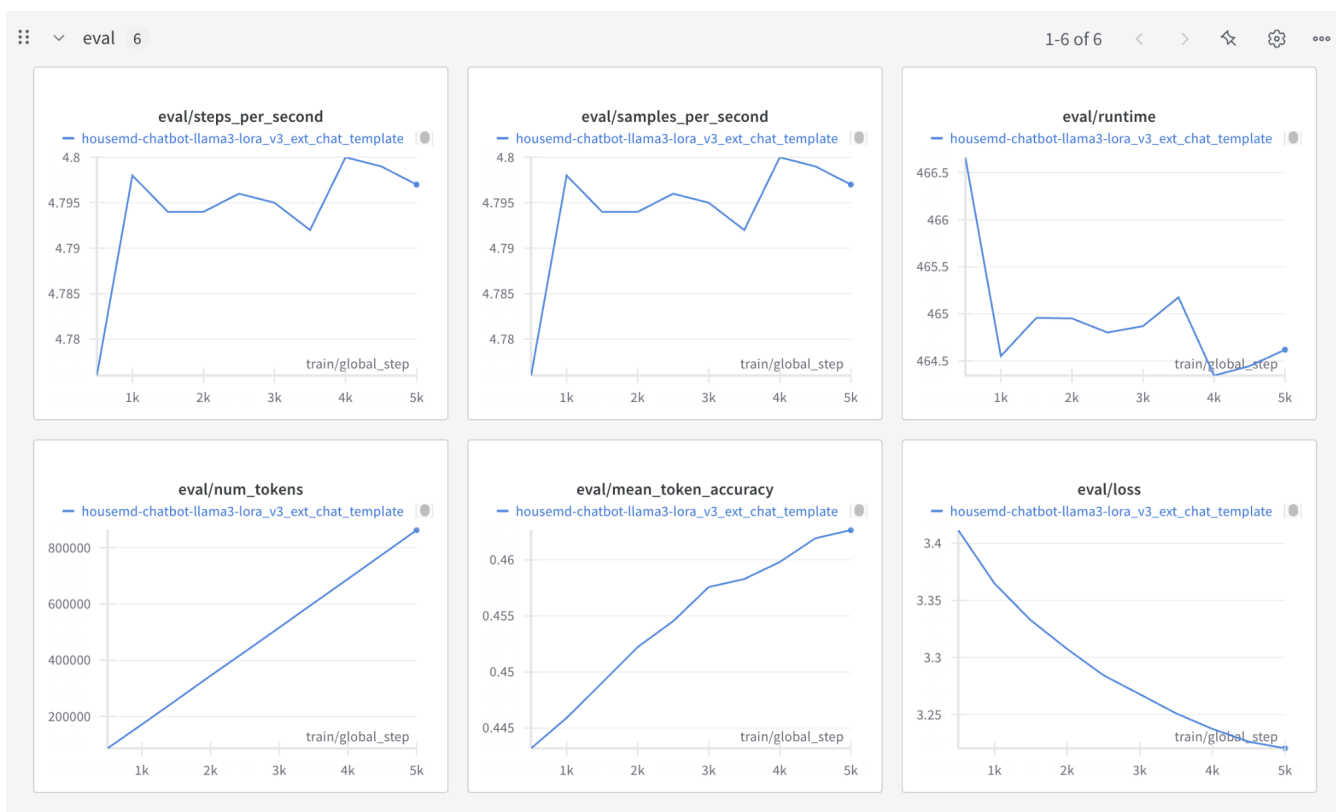 eval 6
1-6 of 6
eval/steps_per_second
housemd-chatbot-llama3-lora_v3_ext_chat_template
4.8
4.795
4.79
4.785
4.78
train/global_step
1k 2k 3k 4k 5k
eval/samples_per_second
housemd-chatbot-llama3-lora_v3_ext_chat_template
4.8
4.795
4.79
4.785
4.78
train/global_step
1k 2k 3k 4k 5k
eval/runtime
housemd-chatbot-llama3-lora_v3_ext_chat_template
466.5
466
465.5
465
464.5
train/global_step
1k 2k 3k 4k 5k
eval/num_tokens
housemd-chatbot-llama3-lora_v3_ext_chat_template
800000
600000
400000
200000
train/global_step
1k 2k 3k 4k 5k
eval/mean_token_accuracy
housemd-chatbot-llama3-lora_v3_ext_chat_template
0.46
0.455
0.45
0.445
train/global_step
1k 2k 3k 4k 5k
eval/loss
housemd-chatbot-llama3-lora_v3_ext_chat_template
3.4
3.35
3.3
3.25
train/global_step
1k 2k 3k 4k 5k